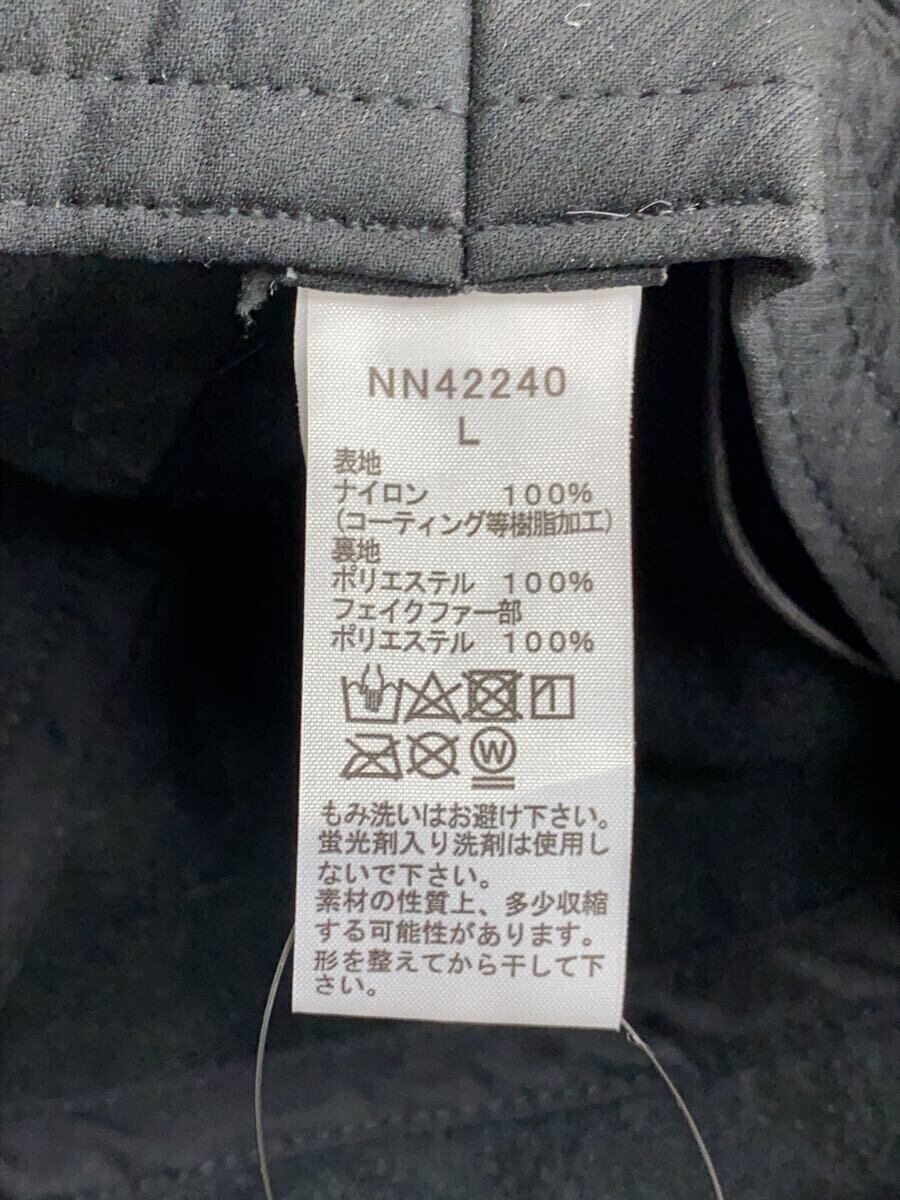 NN42240
L
表地
ナイロン 100%
(コーティング等樹脂加工)
裏地
ポリエステル 100%
フェイクファー部
ポリエステル 100%
W
もみ洗いはお避け下さい。
蛍光剤入り洗剤は使用し
ないで下さい。
素材の性質上、多少収縮
する可能性があります。
形を整えてから干して下
さい。